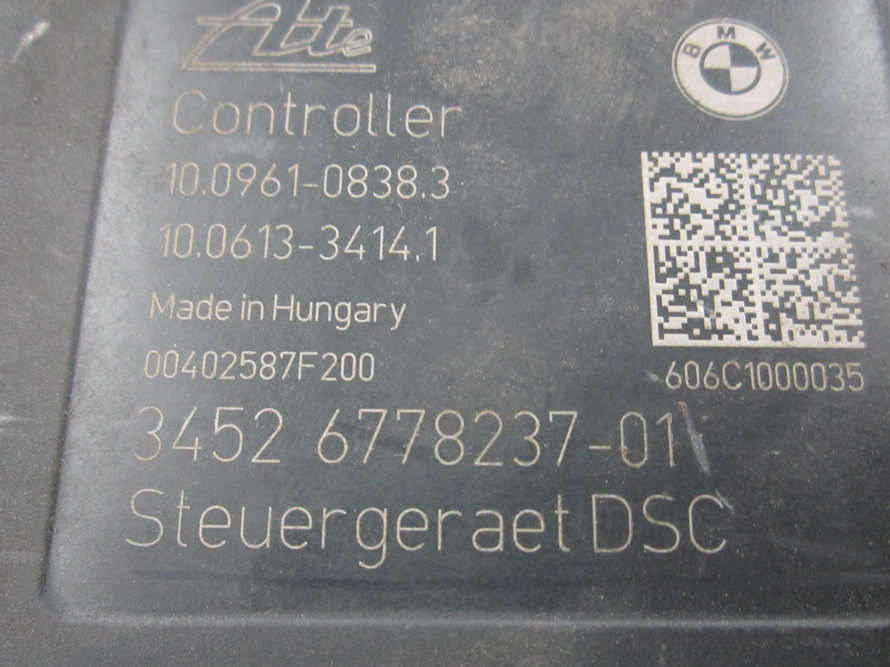 Ate
BMW
Controller
10.0961-0838.3
10.0613-3414.1
Made in Hungary
00402587F200
606C1000035
3452 6778237-01
Steuergeraet DSC